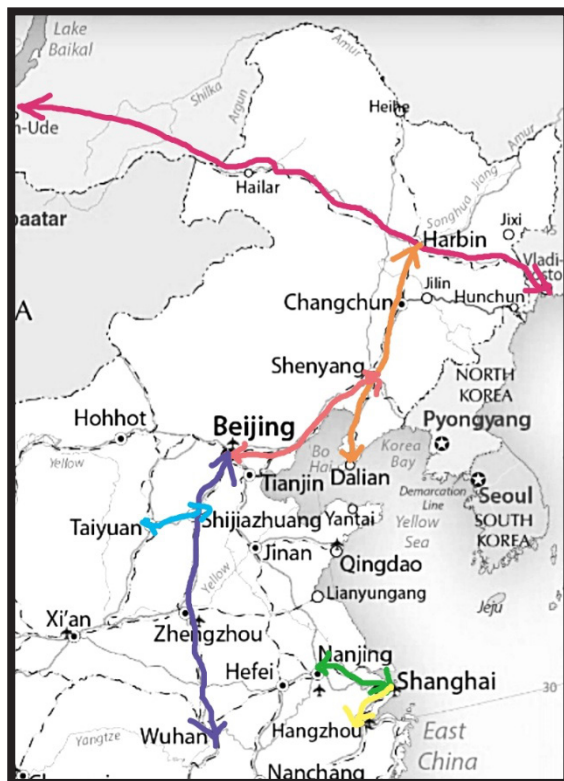 Lake
Baikal
Amur
Shilka
Argun
Heihe
n-Ude
Hailar
Songhua Jiang
Amur
baatar
Jixi
45
Harbin
Vladi-
vostok
Jilin
Hunchun
Changchun
A
Shenyang
NORTH
KOREA
Hohhot
Beijing
Pyongyang
Yellow
Bo
Hai
Korea
Bay
Tianjin
Dalian
Demarcation
Line
Seoul
Taiyuan
Shijiazhuang
Yantai
Yellow
Sea
SOUTH
KOREA
Jinan
Qingdao
Yellow
Lianyungang
Jeju
Xi'an
Zhengzhou
Nanjing
Hefei
Shanghai
30
Wuhan
Hangzhou
Yangtze
East
China
Nanchang